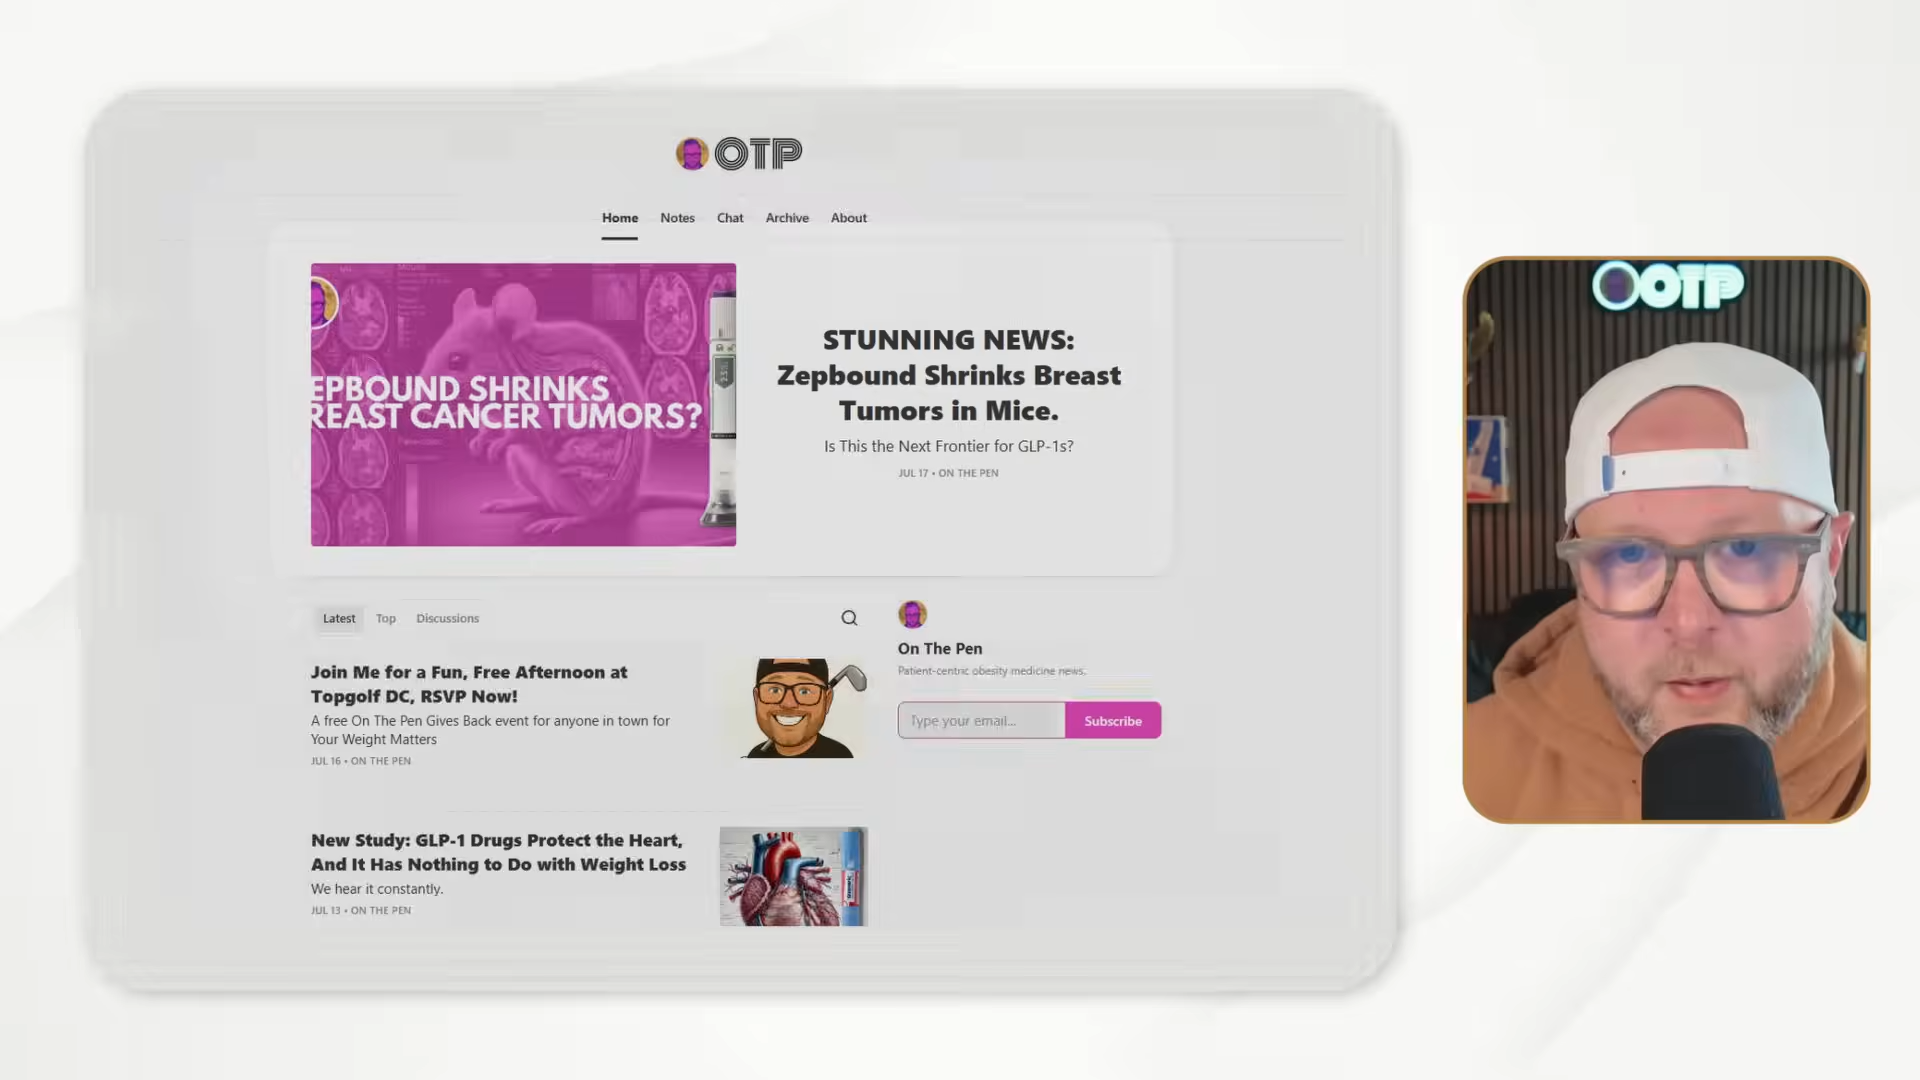 OTP
Home Notes Chat Archive About
EPBOUND SHRINKS
REAST CANCER TUMORS?
STUNNING NEWS:
Zepbound Shrinks Breast
Tumors in Mice.
Is This the Next Frontier for GLP-1s?
JUL 17 • ON THE PEN
Latest Top Discussions
Join Me for a Fun, Free Afternoon at
Topgolf DC, RSVP Now!
A free On The Pen Gives Back event for anyone in town for
Your Weight Matters
JUL 16 • ON THE PEN
New Study: GLP-1 Drugs Protect the Heart,
And It Has Nothing to Do with Weight Loss
We hear it constantly.
JUL 13 • ON THE PEN
On The Pen
Patient-centric obesity medicine news.
Type your email...
Subscribe
OTP